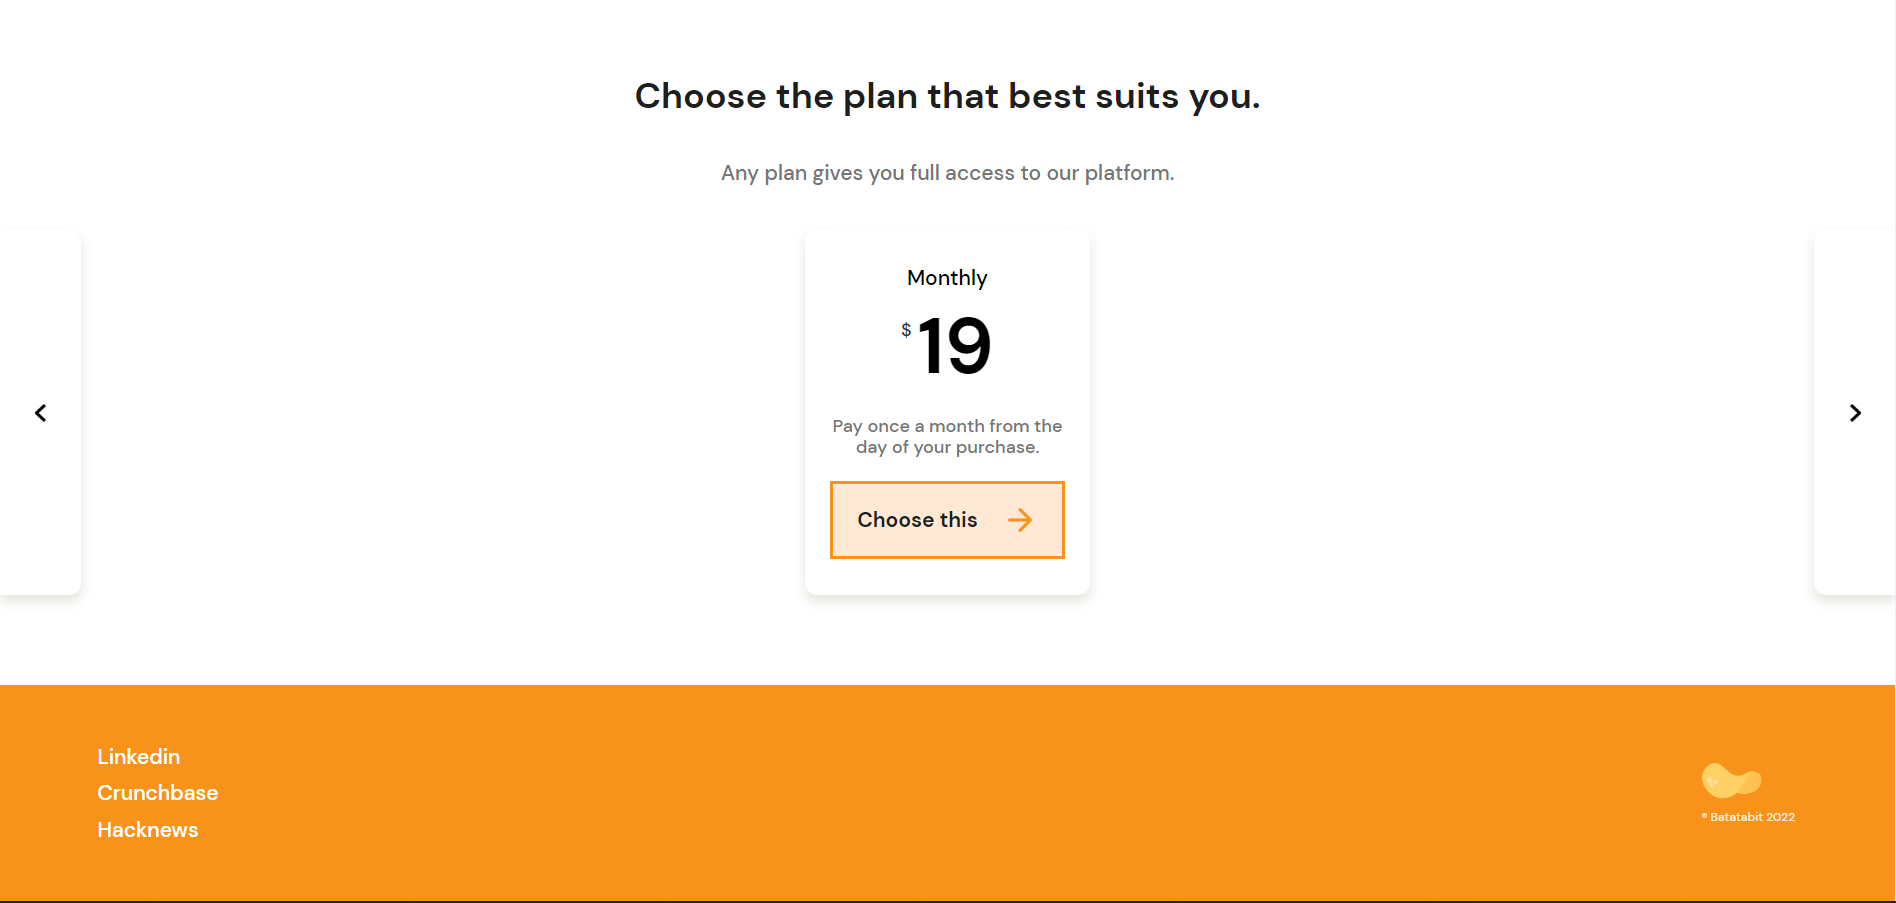 Choose the plan that best suits you.
Any plan gives you full access to our platform.
Monthly
$19
Pay once a month from the
day of your purchase.
Choose this
Linkedin
Crunchbase
Hacknews
® Batatabit 2022